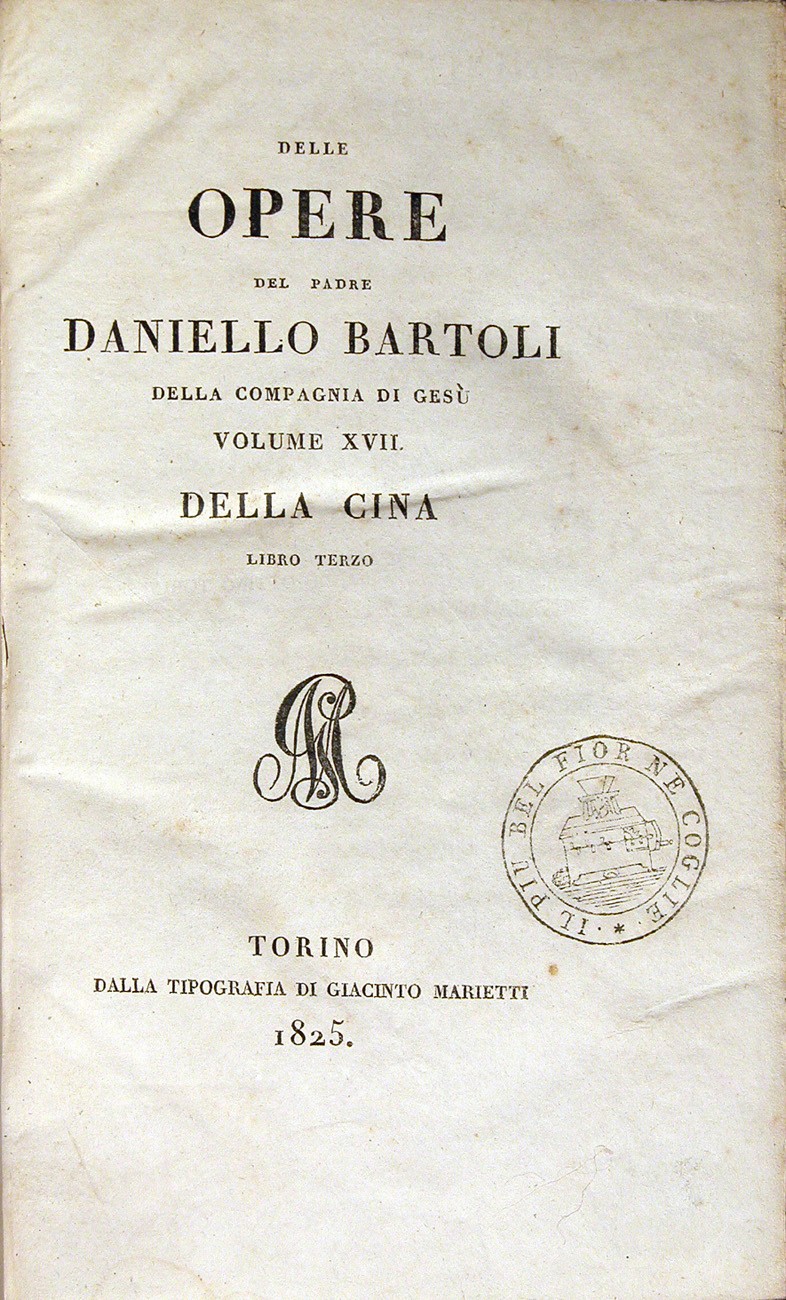 DELLE
OPERE
DEL PADRE
DANIELLO BARTOLI
DELLA COMPAGNIA DI GESÙ
VOLUME XVII.
DELLA CINA
LIBRO TERZO
IL PIÙ BEL FIOR NE COGLIE
TORINO
DALLA TIPOGRAFIA DI GIACINTO MARIETTI
1825.